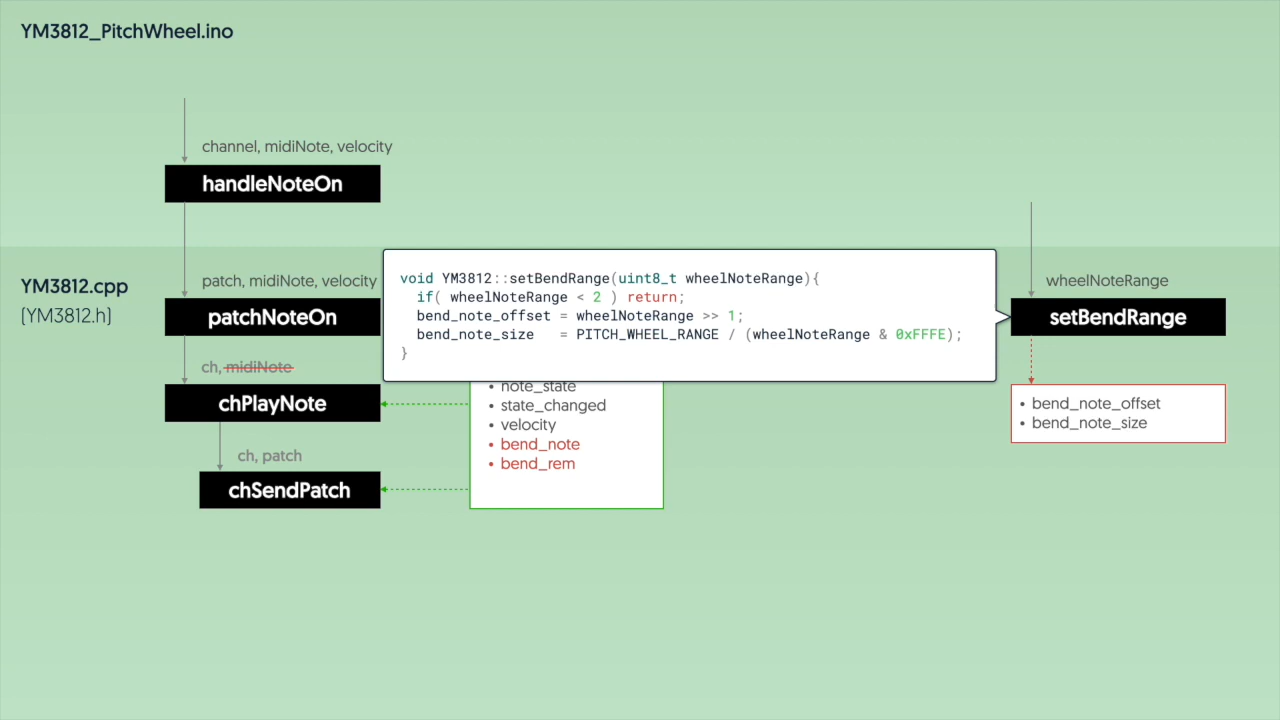 YM3812_PitchWheel.ino
channel, midiNote, velocity
handleNoteOn
YM3812.cpp
(YM3812.h)
patch, midiNote, velocity
patchNoteOn
void YM3812::setBendRange(uint8_t wheelNoteRange){
  if( wheelNoteRange < 2 ) return;
  bend_note_offset = wheelNoteRange >> 1;
  bend_note_size   = PITCH_WHEEL_RANGE / (wheelNoteRange & 0xFFFE);
}
wheelNoteRange
setBendRange
• bend_note_offset
• bend_note_size
ch, midiNote
chPlayNote
• note_state
• state_changed
• velocity
• bend_note
• bend_rem
ch, patch
chSendPatch